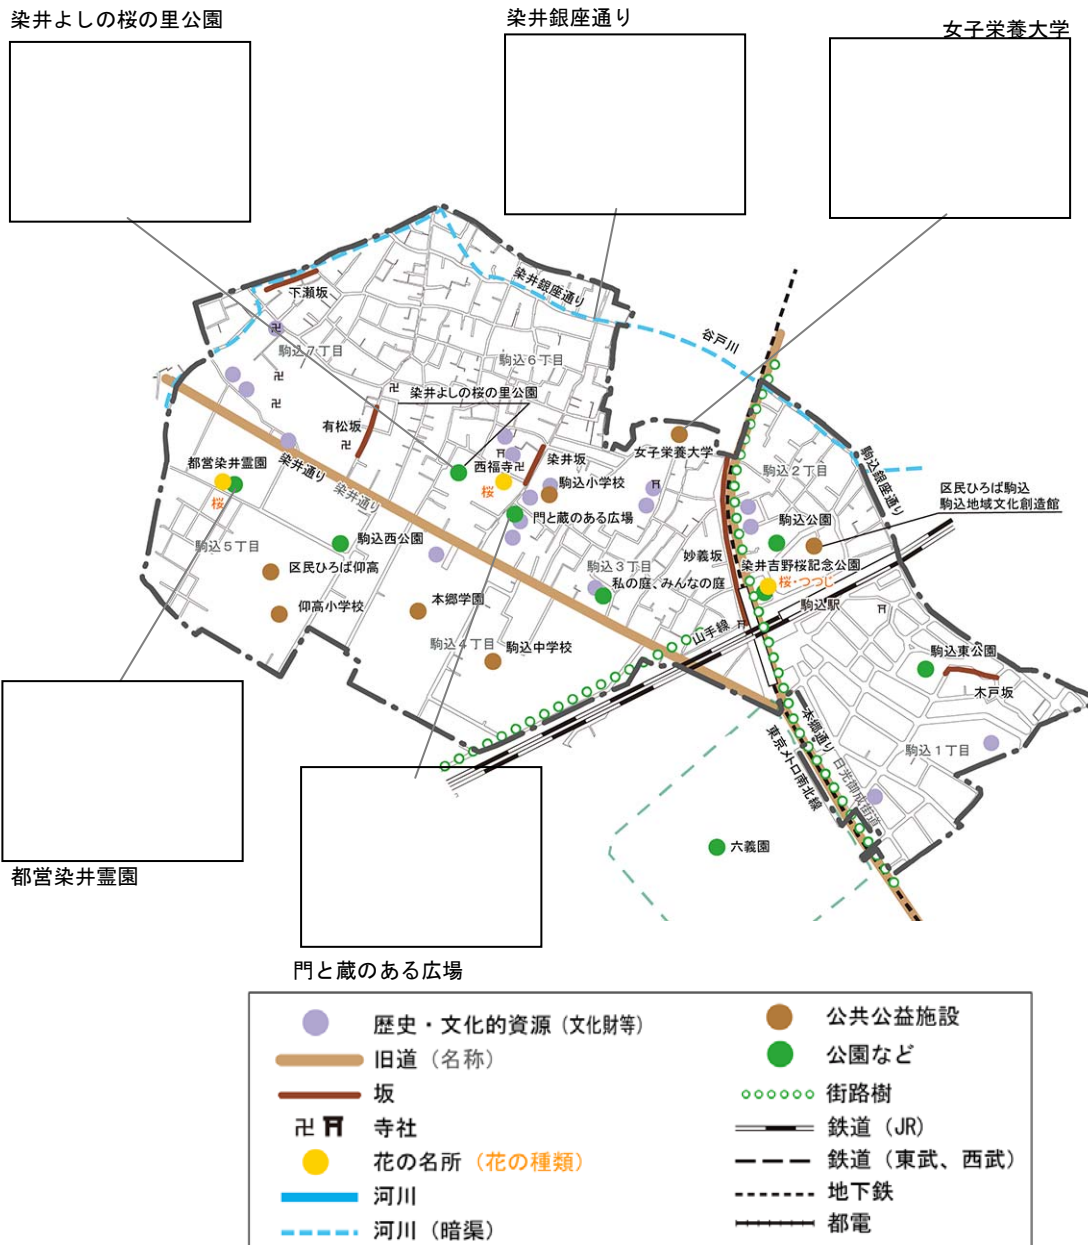 染井よしの桜の里公園
染井銀座通り
女子栄養大学
下瀬坂
染井銀座通り
谷戸川
駒込７丁目
駒込６丁目
染井よしの桜の里公園
有松坂
都営染井霊園
桜
染井通り
染井通り
西福寺
桜
染井坂
駒込小学校
門と蔵のある広場
女子栄養大学
駒込２丁目
駒込銀座通り
区民ひろば駒込
駒込地域文化創造館
駒込公園
妙義坂
染井吉野桜記念公園
桜・つつじ
駒込駅
駒込５丁目
駒込西公園
区民ひろば仰高
仰高小学校
本郷学園
駒込４丁目
駒込中学校
駒込３丁目
私の庭、みんなの庭
山手線
駒込東公園
木戸坂
駒込１丁目
本郷通り
日光御成街道
東京メトロ南北線
六義園
都営染井霊園
門と蔵のある広場
歴史・文化的資源（文化財等）
旧道（名称）
坂
寺社
花の名所（花の種類）
河川
河川（暗渠）
公共公益施設
公園など
街路樹
鉄道（JR）
鉄道（東武、西武）
地下鉄
都電